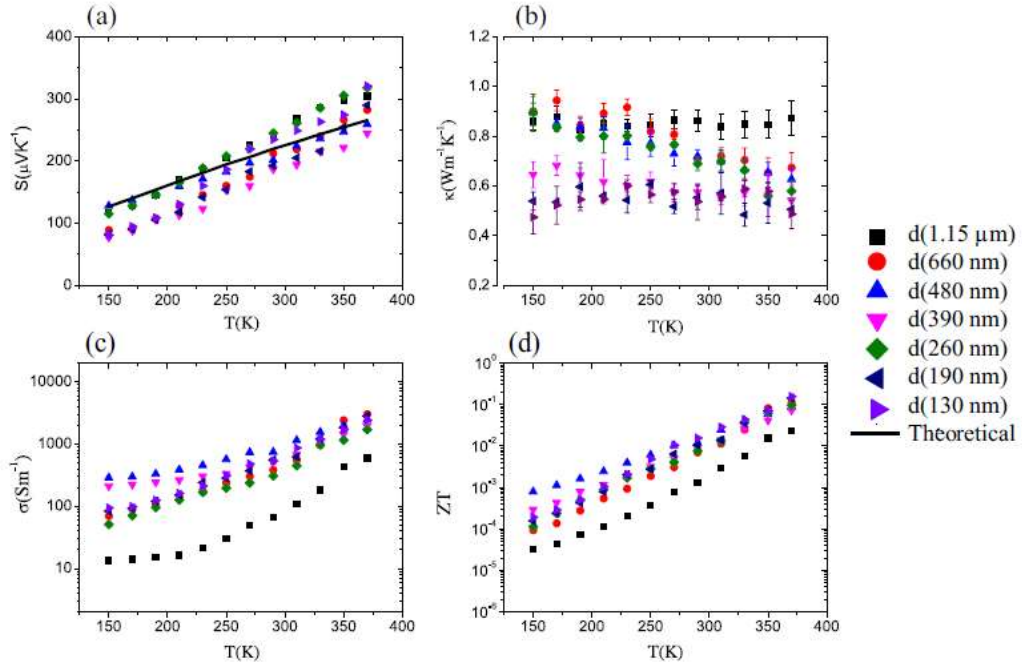 (a)
(b)
400
300
200
100
0
S(μVK⁻¹)
150 200 250 300 350 400
T(K)
1.2
1.0
0.8
0.6
0.4
0,2
κ(Wm⁻¹K⁻¹)
150 200 250 300 350 400
T(K)
d(1.15 μm)
d(660 nm)
d(480 nm)
d(390 nm)
d(260 nm)
d(190 nm)
d(130 nm)
Theoretical
(c)
(d)
10000
1000
100
10
σ(Sm⁻¹)
150 200 250 300 350 400
T(K)
10⁰
10⁻¹
10⁻²
10⁻³
10⁻⁴
10⁻⁵
10⁻⁶
ZT
150 200 250 300 350 400
T(K)